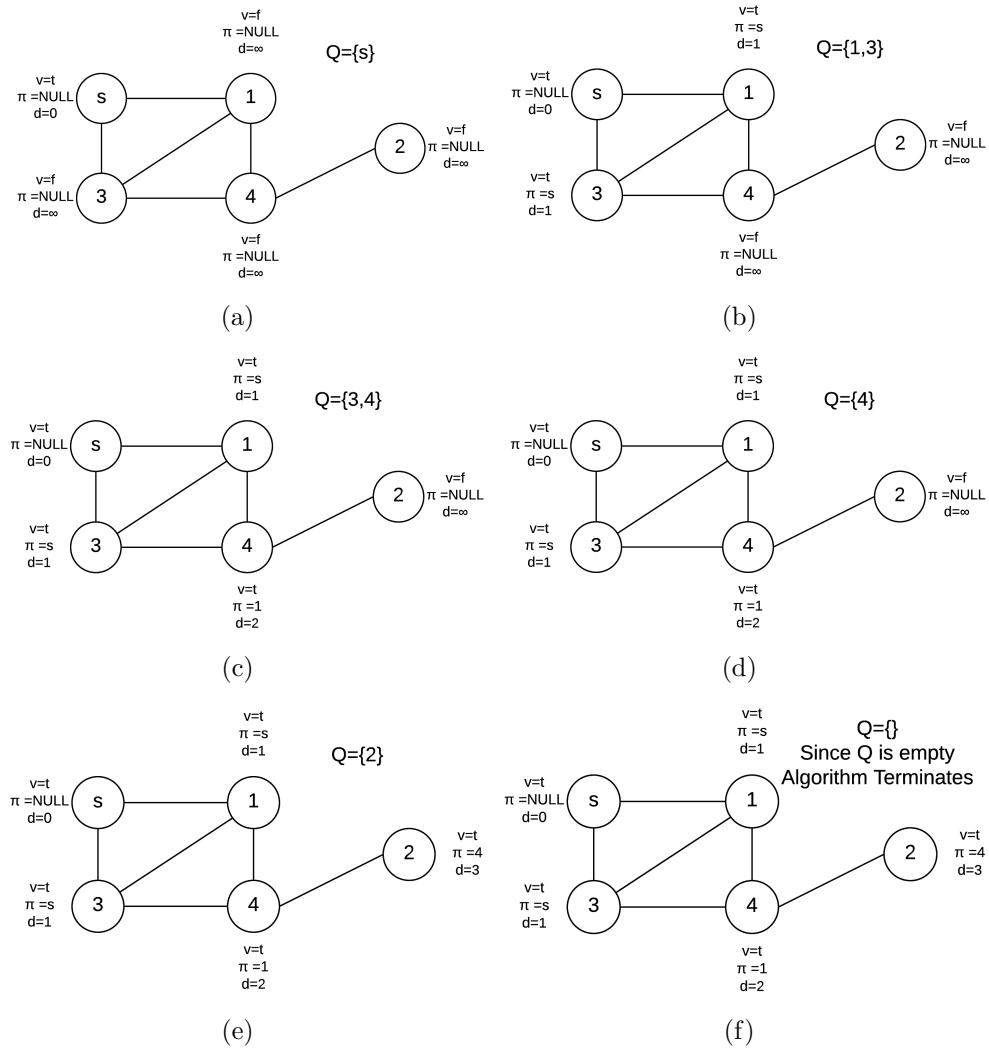 v=f
π =NULL
d=∞
Q={s}
v=t
π =NULL
d=0
s
1
2
v=f
π =NULL
d=∞
v=f
π =NULL
d=∞
3
4
v=f
π =NULL
d=∞
(a)
v=t
π =s
d=1
Q={1,3}
v=t
π =NULL
d=0
s
1
2
v=f
π =NULL
d=∞
v=t
π =s
d=1
3
4
v=f
π =NULL
d=∞
(b)
v=t
π =s
d=1
Q={3,4}
v=t
π =NULL
d=0
s
1
2
v=f
π =NULL
d=∞
v=t
π =s
d=1
3
4
v=t
π =1
d=2
(c)
v=t
π =s
d=1
Q={4}
v=t
π =NULL
d=0
s
1
2
v=f
π =NULL
d=∞
v=t
π =s
d=1
3
4
v=t
π =1
d=2
(d)
v=t
π =s
d=1
Q={2}
v=t
π =NULL
d=0
s
1
2
v=t
π =4
d=3
v=t
π =s
d=1
3
4
v=t
π =1
d=2
(e)
v=t
π =s
d=1
Q={}
Since Q is empty
Algorithm Terminates
v=t
π =NULL
d=0
s
1
2
v=t
π =4
d=3
v=t
π =s
d=1
3
4
v=t
π =1
d=2
(f)